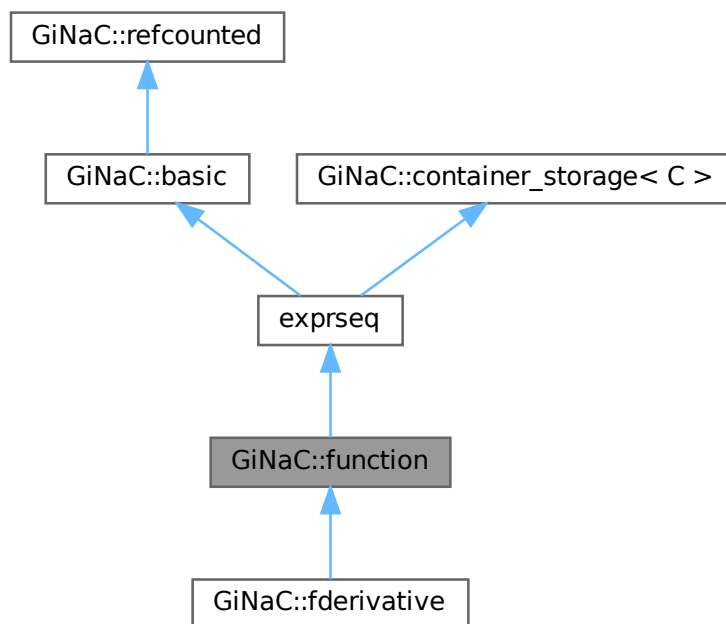 GiNaC::refcounted
GiNaC::basic
GiNaC::container_storage< C >
exprseq
GiNaC::function
GiNaC::fderivative